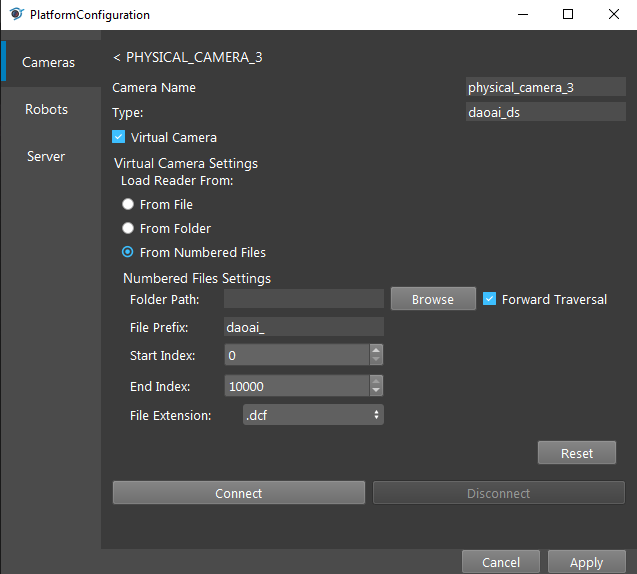 PlatformConfiguration
Cameras
Robots
Server
< PHYSICAL_CAMERA_3
Camera Name physical_camera_3
Type: daoai_ds
Virtual Camera
Virtual Camera Settings
Load Reader From:
From File
From Folder
From Numbered Files
Numbered Files Settings
Folder Path: Browse Forward Traversal
File Prefix: daoai_
Start Index: 0
End Index: 10000
File Extension: .dcf
Reset
Connect Disconnect
Cancel Apply